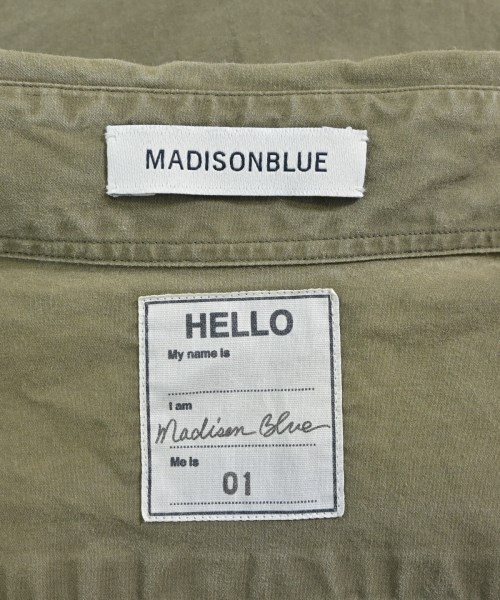 MADISONBLUE
HELLO
My name is
I am
Madison Blue
Me is
01